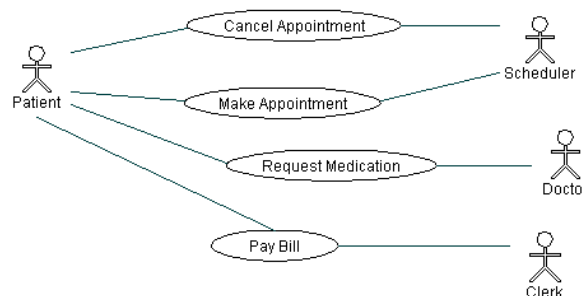 Cancel Appointment
Scheduler
Patient
Make Appointment
Request Medication
Docto
Pay Bill
Clerk